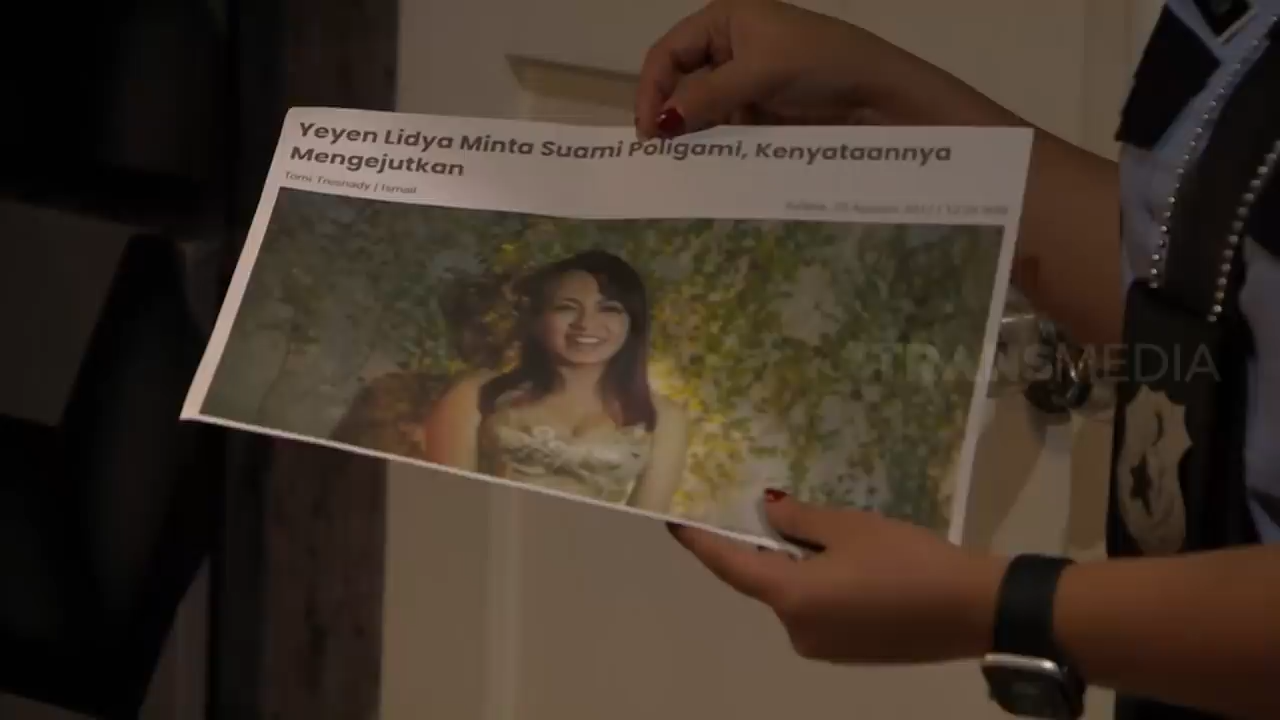 Yeyen Lidya Minta Suami Poligami, Kenyataannya
Mengejutkan
Tomi Tresnady | Ismail
TRANSMEDIA